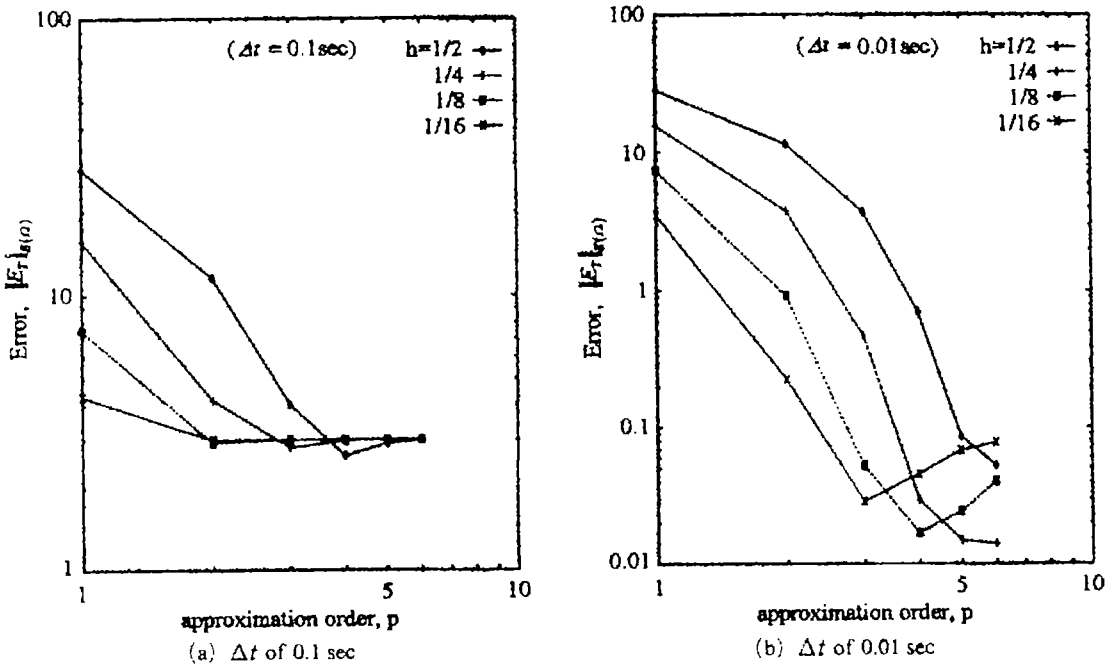 100
10
1
1
5
10
(Δt = 0.1sec)
h=1/2
1/4
1/8
1/16
approximation order, p
(a) Δt of 0.1 sec
100
10
1
0.1
0.01
1
5
10
(Δt = 0.01sec)
h=1/2
1/4
1/8
1/16
Error,
Error,
approximation order, p
(b) Δt of 0.01 sec